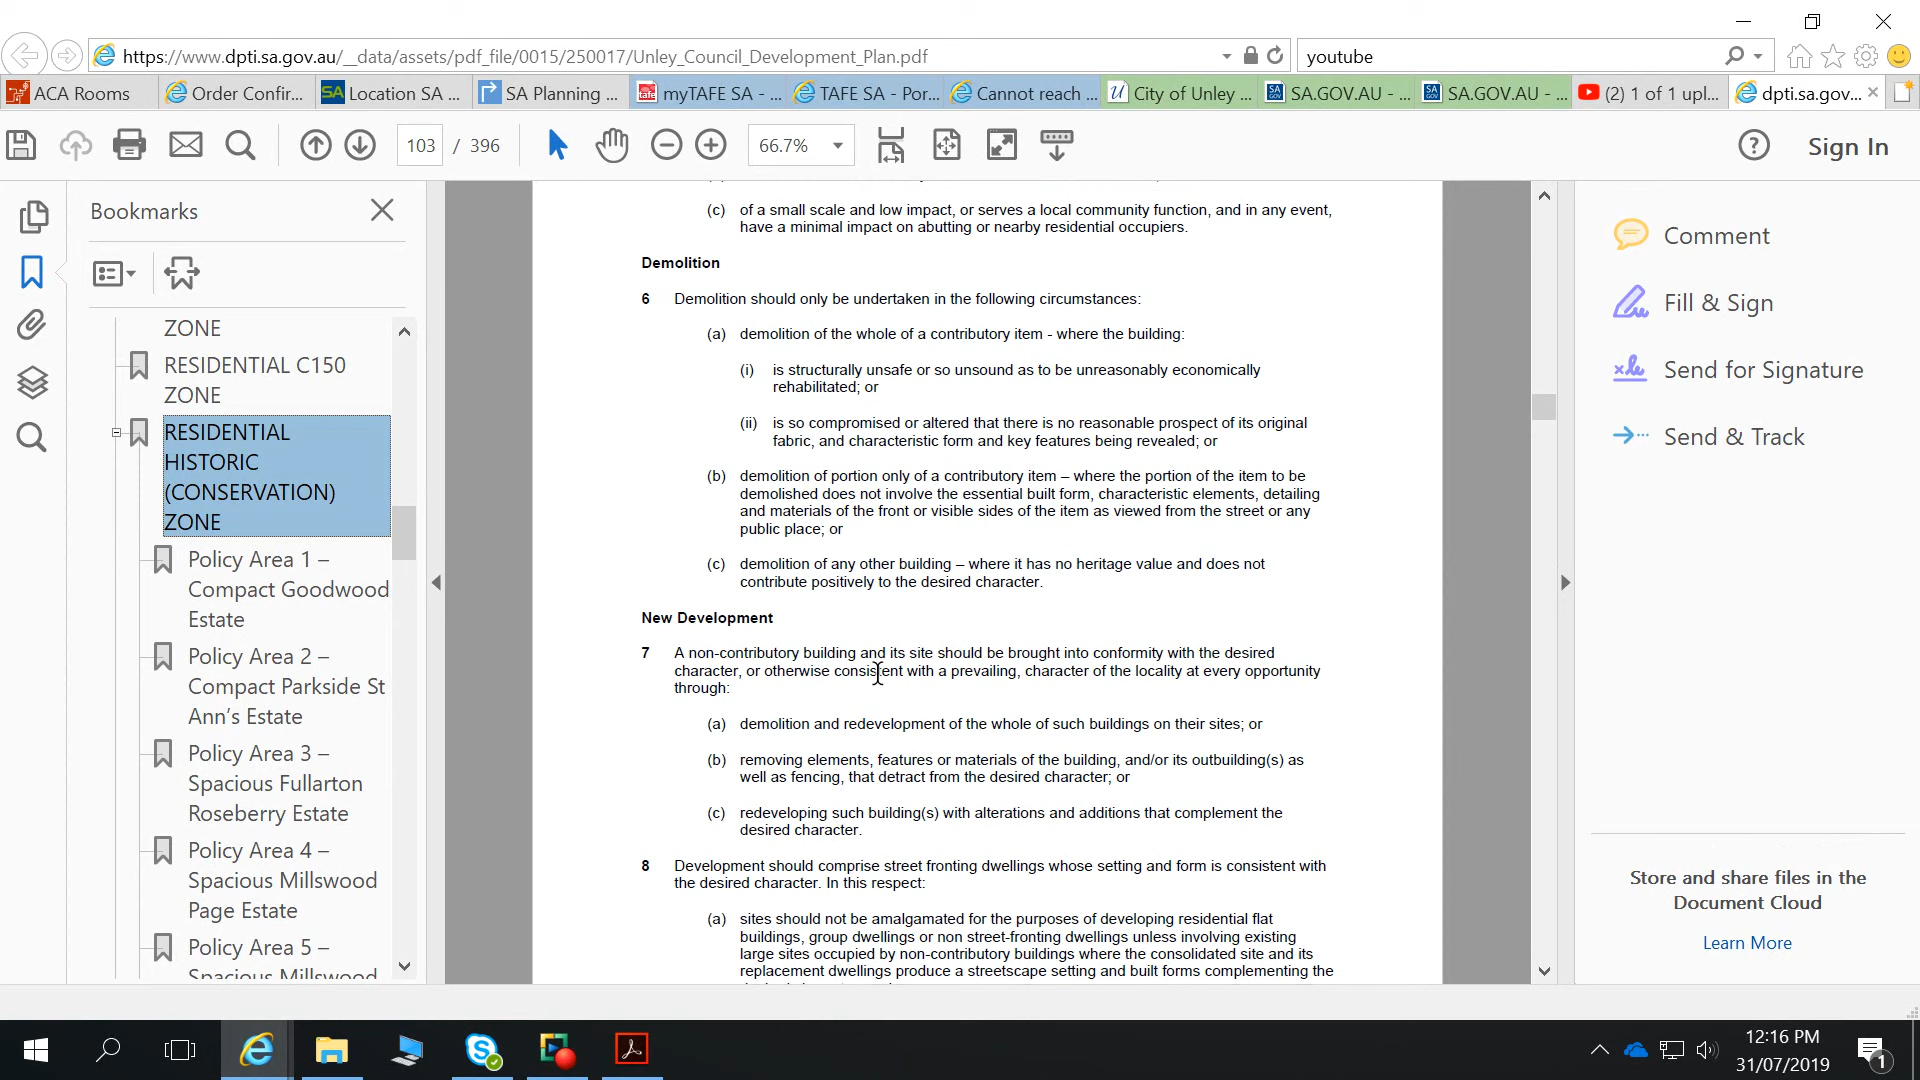 https://www.dpti.sa.gov.au/__data/assets/pdf_file/0015/250017/Unley_Council_Development_Plan.pdf
youtube
ACA Rooms
Order Confir...
SA Location SA ...
SA Planning ...
tafe myTAFE SA - ...
TAFE SA - Por...
Cannot reach ...
U City of Unley ...
SA.GOV.AU - ...
SA.GOV.AU - ...
(2) 1 of 1 upl...
dpti.sa.gov...
103 / 396
66.7%
Sign In
Bookmarks
ZONE
RESIDENTIAL C150
ZONE
RESIDENTIAL
HISTORIC
(CONSERVATION)
ZONE
Policy Area 1 –
Compact Goodwood
Estate
Policy Area 2 –
Compact Parkside St
Ann’s Estate
Policy Area 3 –
Spacious Fullarton
Roseberry Estate
Policy Area 4 –
Spacious Millswood
Page Estate
Policy Area 5 –
Spacious Millswood
(c) of a small scale and low impact, or serves a local community function, and in any event,
have a minimal impact on abutting or nearby residential occupiers.
Demolition
6 Demolition should only be undertaken in the following circumstances:
(a) demolition of the whole of a contributory item - where the building:
(i) is structurally unsafe or so unsound as to be unreasonably economically
rehabilitated; or
(ii) is so compromised or altered that there is no reasonable prospect of its original
fabric, and characteristic form and key features being revealed; or
(b) demolition of portion only of a contributory item – where the portion of the item to be
demolished does not involve the essential built form, characteristic elements, detailing
and materials of the front or visible sides of the item as viewed from the street or any
public place; or
(c) demolition of any other building – where it has no heritage value and does not
contribute positively to the desired character.
New Development
7 A non-contributory building and its site should be brought into conformity with the desired
character, or otherwise consistent with a prevailing, character of the locality at every opportunity
through:
(a) demolition and redevelopment of the whole of such buildings on their sites; or
(b) removing elements, features or materials of the building, and/or its outbuilding(s) as
well as fencing, that detract from the desired character; or
(c) redeveloping such building(s) with alterations and additions that complement the
desired character.
8 Development should comprise street fronting dwellings whose setting and form is consistent with
the desired character. In this respect:
(a) sites should not be amalgamated for the purposes of developing residential flat
buildings, group dwellings or non street-fronting dwellings unless involving existing
large sites occupied by non-contributory buildings where the consolidated site and its
replacement dwellings produce a streetscape setting and built forms complementing the
Comment
Fill & Sign
Send for Signature
Send & Track
Store and share files in the
Document Cloud
Learn More
12:16 PM
31/07/2019
1